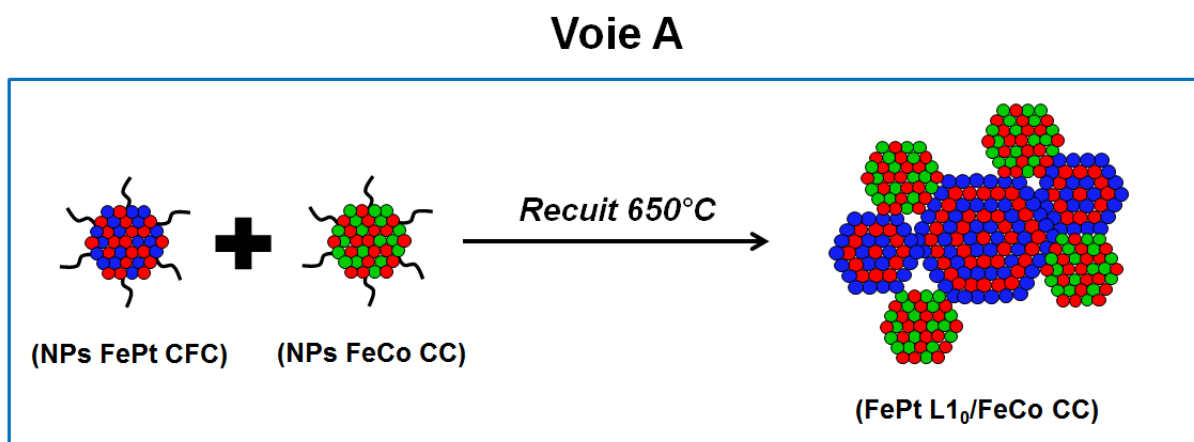 Voie A
Recuit 650°C
(NPs FePt CFC)
(NPs FeCo CC)
(FePt L1₀/FeCo CC)